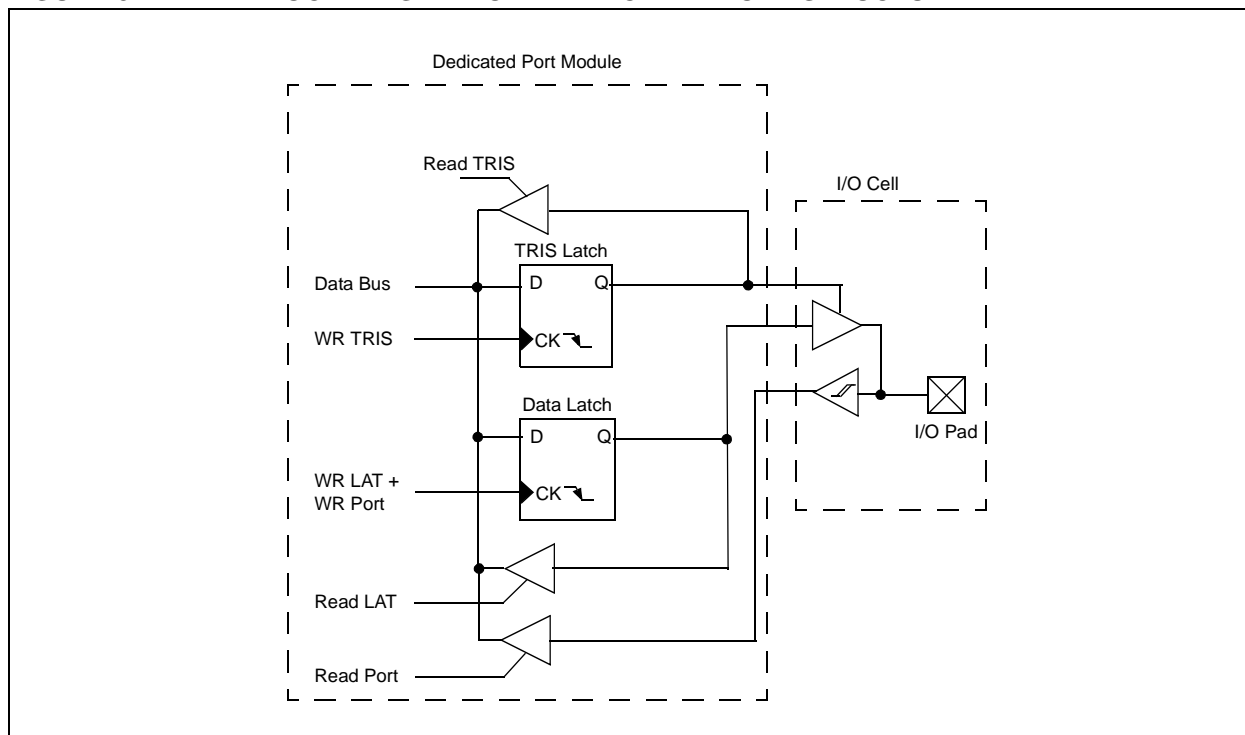 Dedicated Port Module
Read TRIS
I/O Cell
TRIS Latch
Data Bus
D
Q
WR TRIS
CK
Data Latch
I/O Pad
D
Q
WR LAT +
WR Port
CK
Read LAT
Read Port